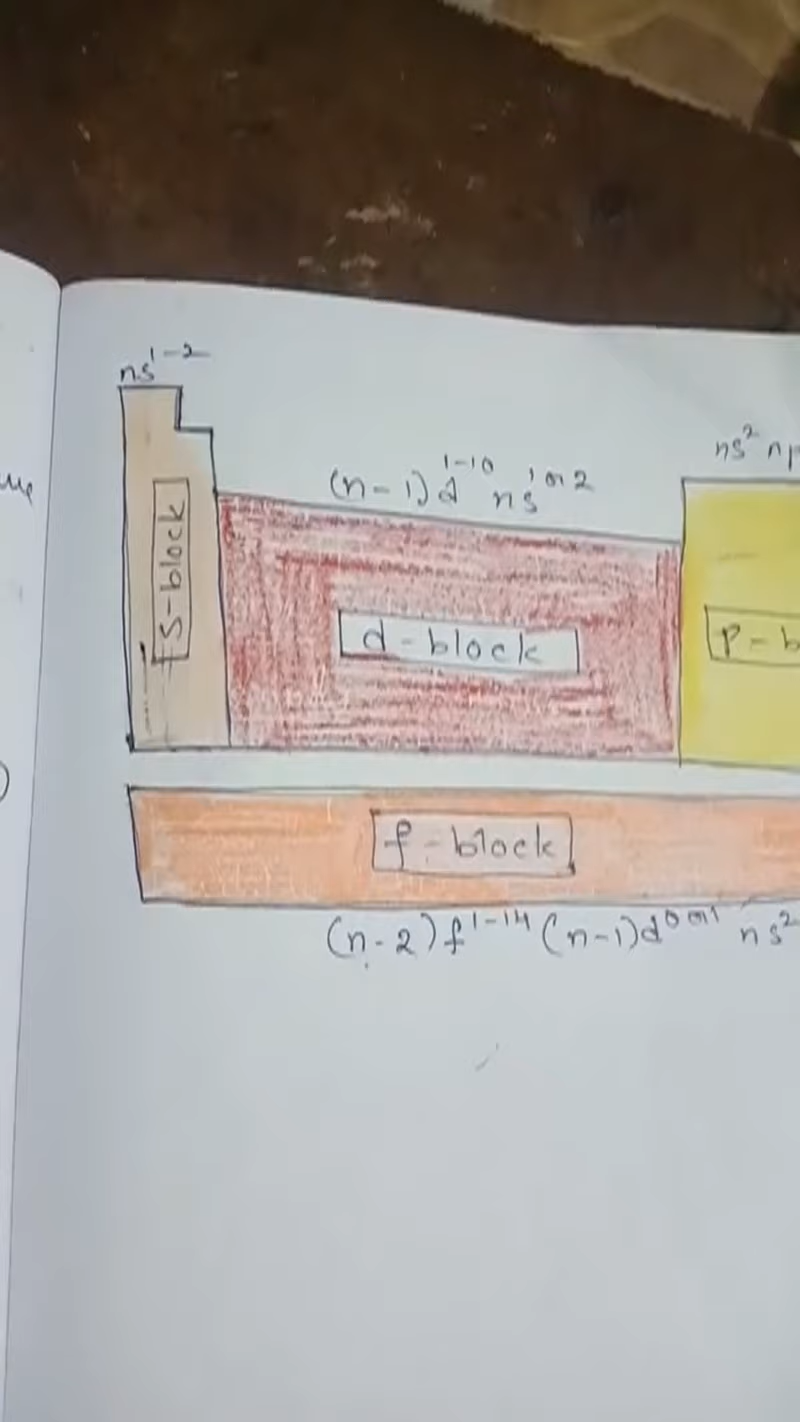 ns¹⁻²
(n-1)d¹⁻¹⁰ ns¹ ᵒʳ ²
ns² np
s-block
d-block
p-b
f-block
(n-2)f¹⁻¹⁴ (n-1)d⁰ ᵒʳ ¹ ns²